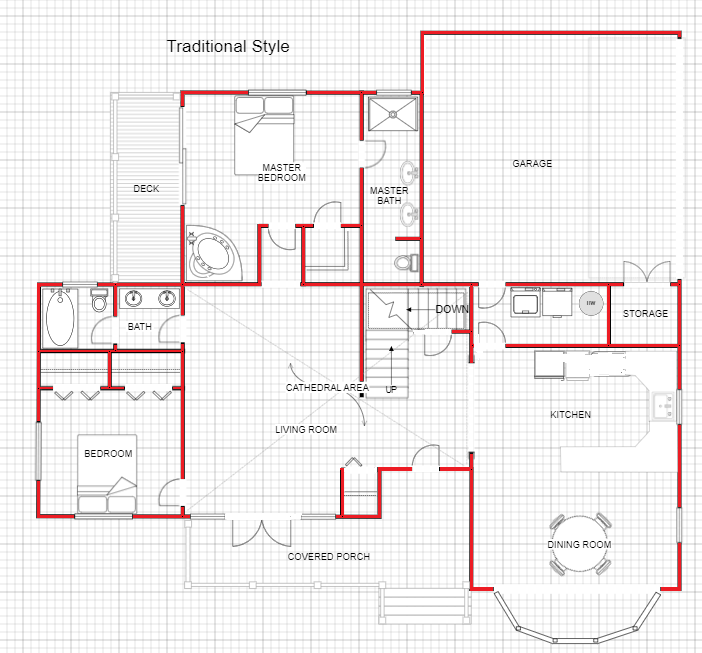 Traditional Style
GARAGE
MASTER
BEDROOM
DECK
MASTER
BATH
DOWN
STORAGE
BATH
CATHEDRAL AREA
UP
KITCHEN
LIVING ROOM
BEDROOM
DINING ROOM
COVERED PORCH